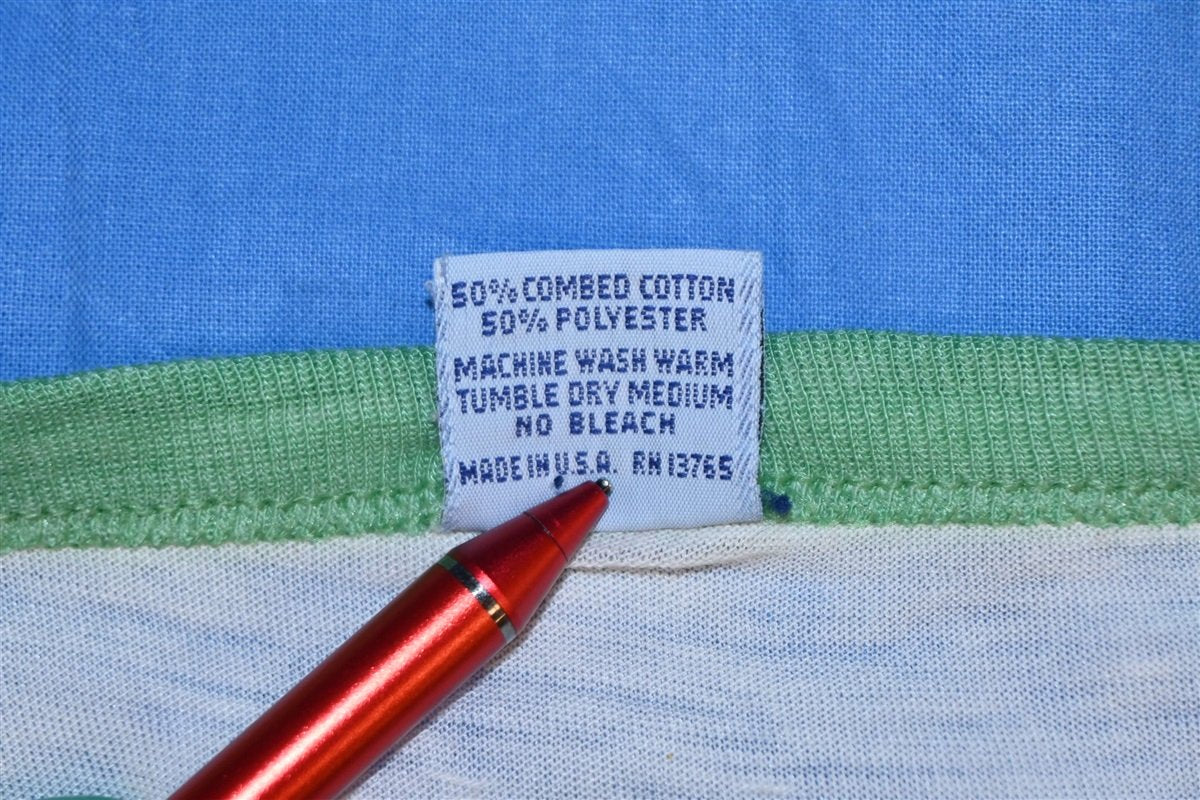 50% COMBED COTTON
50% POLYESTER
MACHINE WASH WARM
TUMBLE DRY MEDIUM
NO BLEACH
MADE IN U.S.A. RN 13765